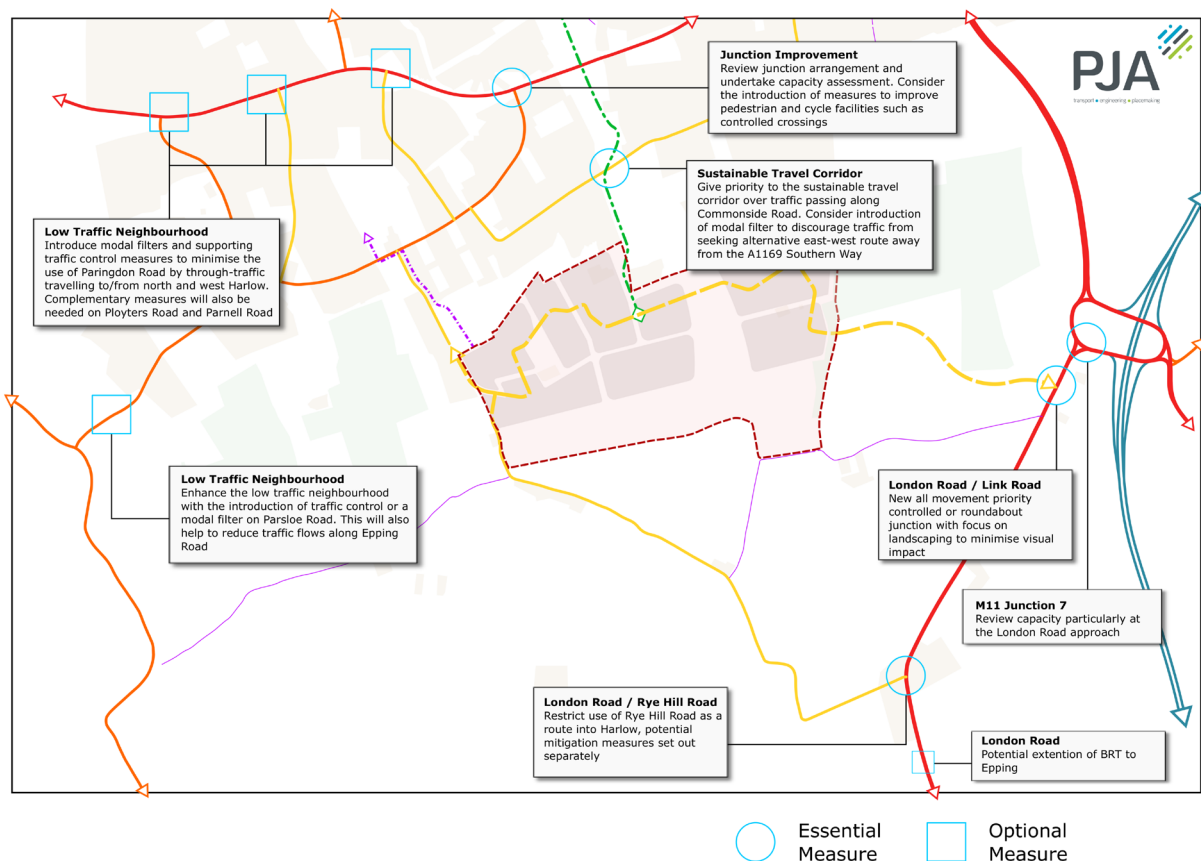 PJA
transport ■ engineering ■ placemaking
Junction Improvement
Review junction arrangement and
undertake capacity assessment. Consider
the introduction of measures to improve
pedestrian and cycle facilities such as
controlled crossings
Sustainable Travel Corridor
Give priority to the sustainable travel
corridor over traffic passing along
Commonside Road. Consider introduction
of modal filter to discourage traffic from
seeking alternative east-west route away
from the A1169 Southern Way
Low Traffic Neighbourhood
Introduce modal filters and supporting
traffic control measures to minimise the
use of Paringdon Road by through-traffic
travelling to/from north and west Harlow.
Complementary measures will also be
needed on Ployters Road and Parnell Road
Low Traffic Neighbourhood
Enhance the low traffic neighbourhood
with the introduction of traffic control or a
modal filter on Parsloe Road. This will also
help to reduce traffic flows along Epping
Road
London Road / Link Road
New all movement priority
controlled or roundabout
junction with focus on
landscaping to minimise visual
impact
M11 Junction 7
Review capacity particularly at
the London Road approach
London Road / Rye Hill Road
Restrict use of Rye Hill Road as a
route into Harlow, potential
mitigation measures set out
separately
London Road
Potential extention of BRT to
Epping
Essential
Measure
Optional
Measure